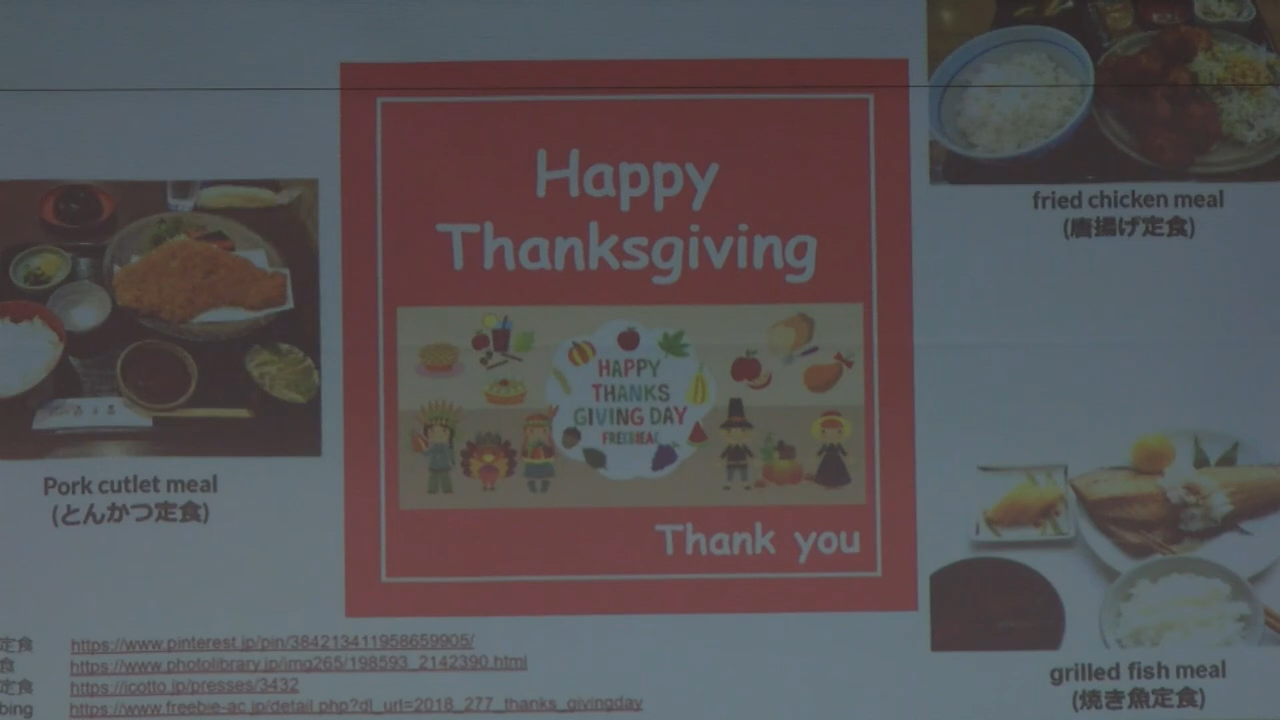 fried chicken meal
(唐揚げ定食)
Happy
Thanksgiving
HAPPY
THANKS
GIVING DAY
FREEBIEAC
Thank you
Pork cutlet meal
(とんかつ定食)
grilled fish meal
(焼き魚定食)
定食 https://www.pinterest.jp/pin/384213411958659905/
食 https://www.photolibrary.jp/img265/198593_2142390.html
定食 https://icotto.jp/presses/3432
bing https://www.freebie-ac.jp/detail.php?dl_url=2018_277_thanks_givingday